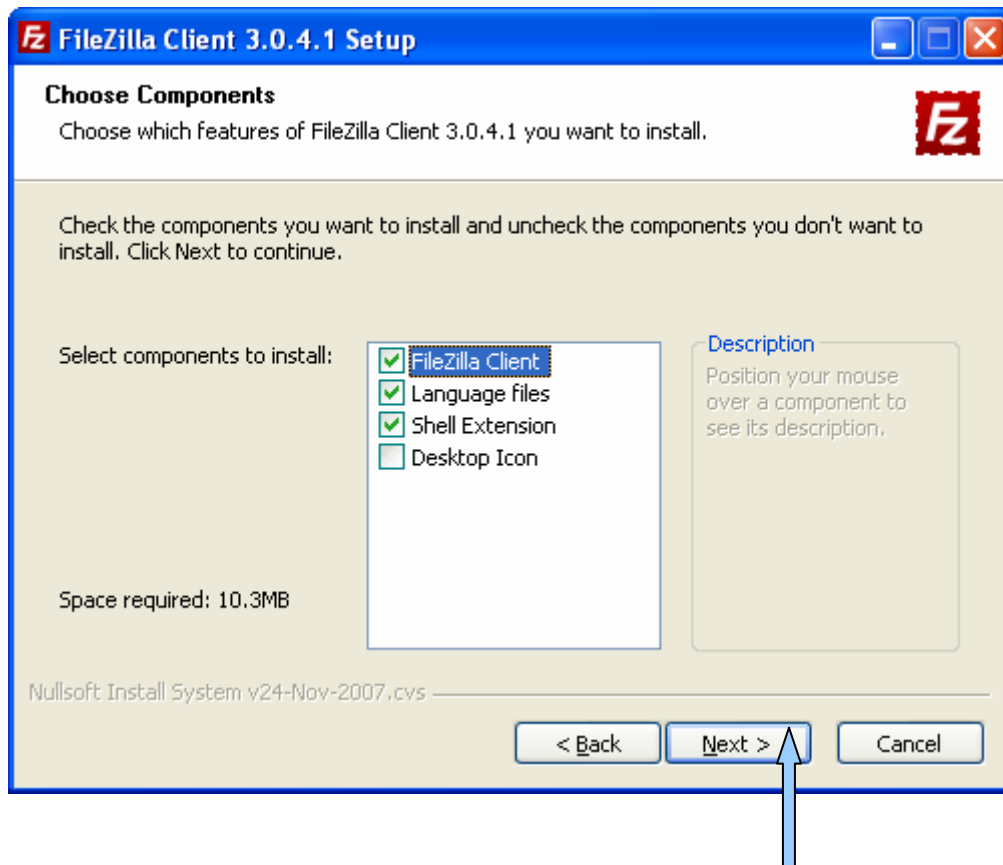 FileZilla Client 3.0.4.1 Setup
Choose Components
Choose which features of FileZilla Client 3.0.4.1 you want to install.
Fz
Check the components you want to install and uncheck the components you don't want to
install. Click Next to continue.
Select components to install:
FileZilla Client
Language files
Shell Extension
Desktop Icon
Description
Position your mouse
over a component to
see its description.
Space required: 10.3MB
Nullsoft Install System v24-Nov-2007.cvs
< Back
Next >
Cancel